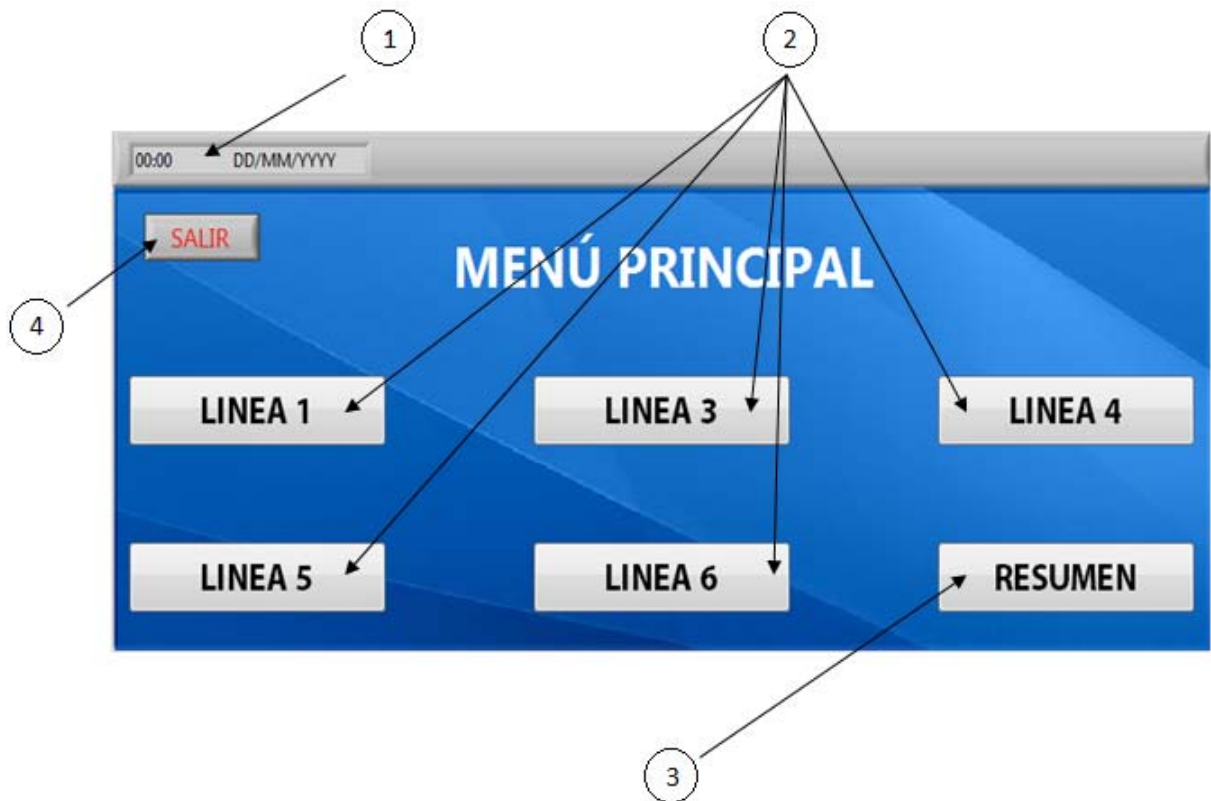 1
2
00:00 DD/MM/YYYY
SALIR
MENÚ PRINCIPAL
4
LINEA 1
LINEA 3
LINEA 4
LINEA 5
LINEA 6
RESUMEN
3